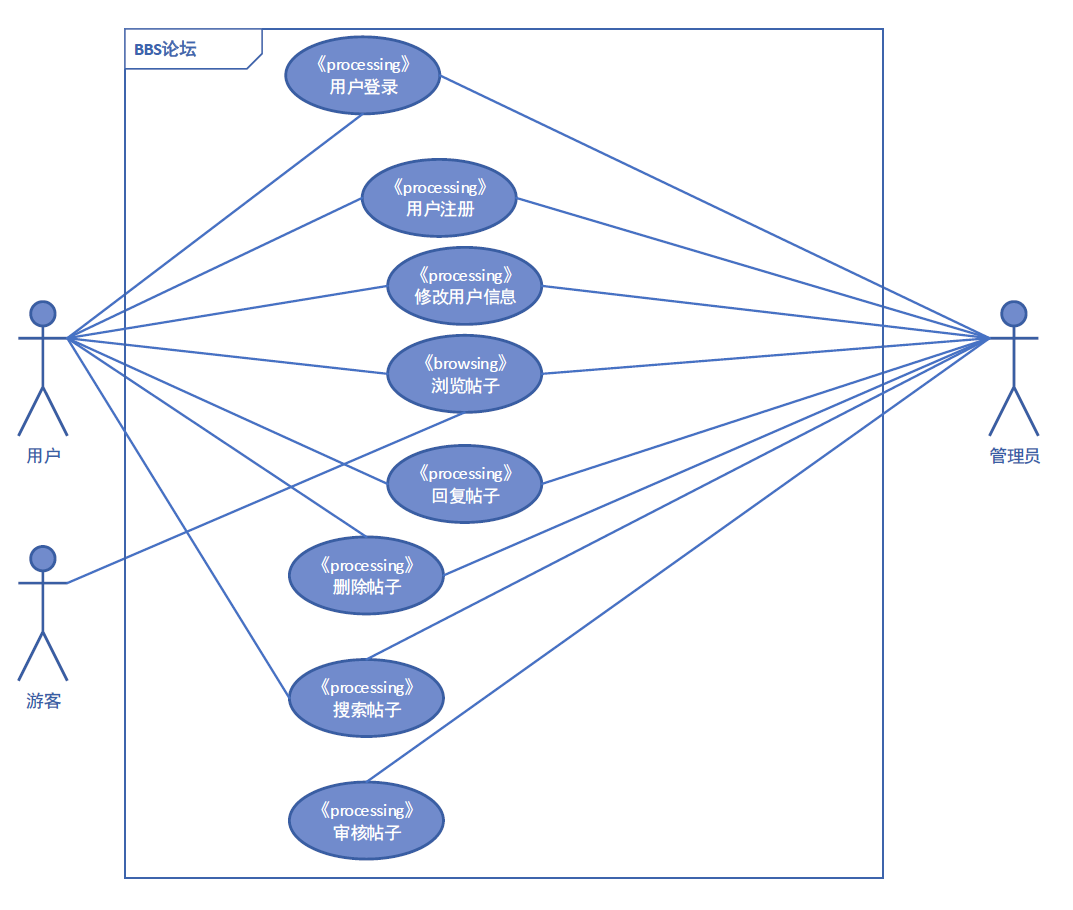 BBS论坛
《processing》
用户登录
《processing》
用户注册
《processing》
修改用户信息
《browsing》
浏览帖子
用户
管理员
《processing》
回复帖子
《processing》
删除帖子
《processing》
搜索帖子
游客
《processing》
审核帖子